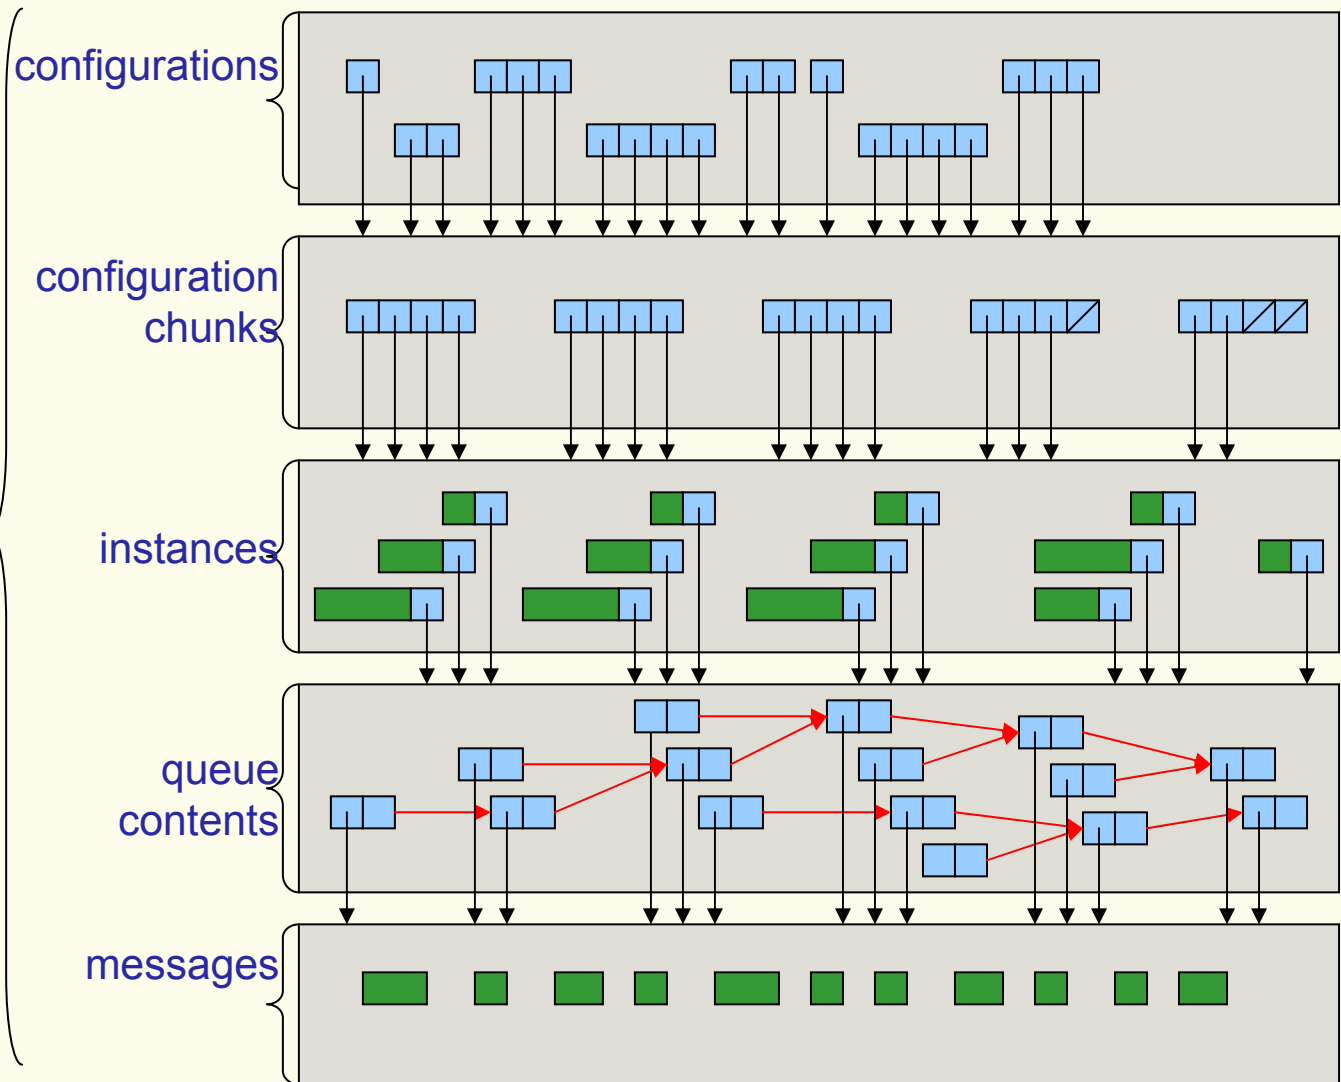 configurations
configuration
chunks
instances
queue
contents
messages